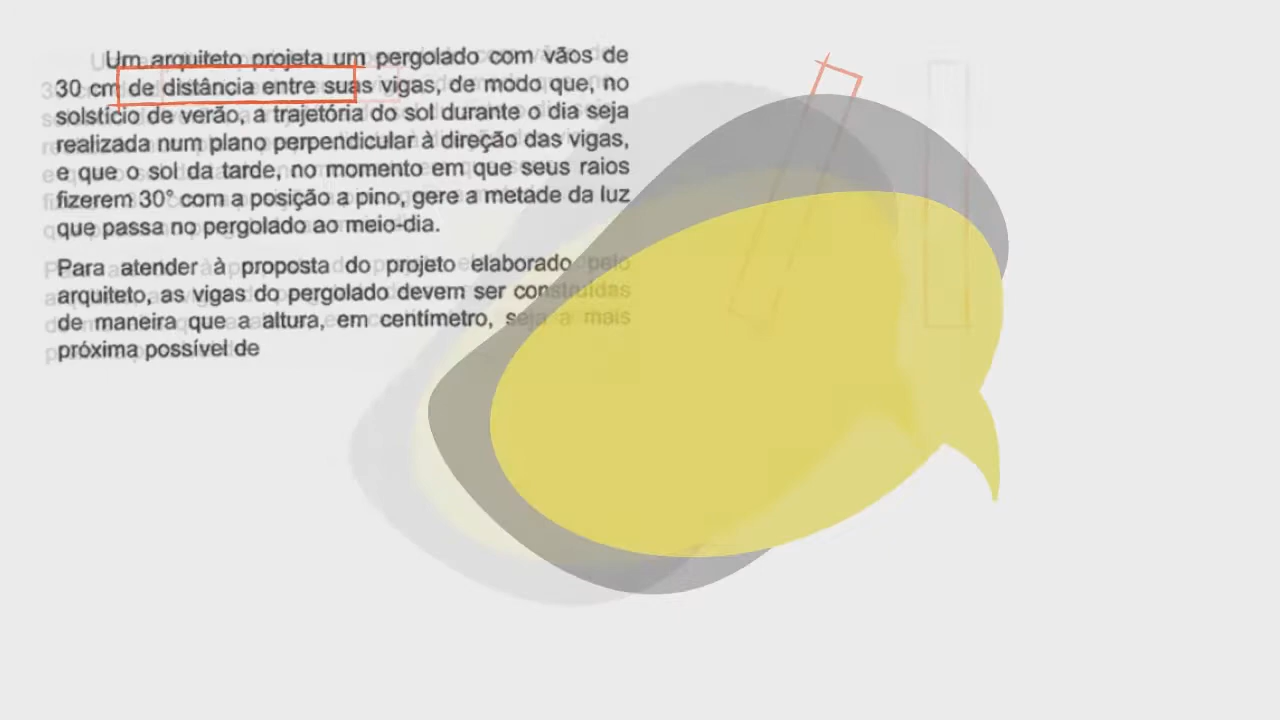 Um arquiteto projeta um pergolado com vãos de
30 cm de distância entre suas vigas, de modo que, no
solstício de verão, a trajetória do sol durante o dia seja
realizada num plano perpendicular à direção das vigas,
e que o sol da tarde, no momento em que seus raios
fizerem 30° com a posição a pino, gere a metade da luz
que passa no pergolado ao meio-dia.
Para atender à proposta do projeto elaborado pelo
arquiteto, as vigas do pergolado devem ser construídas
de maneira que a altura, em centímetro, seja a mais
próxima possível de